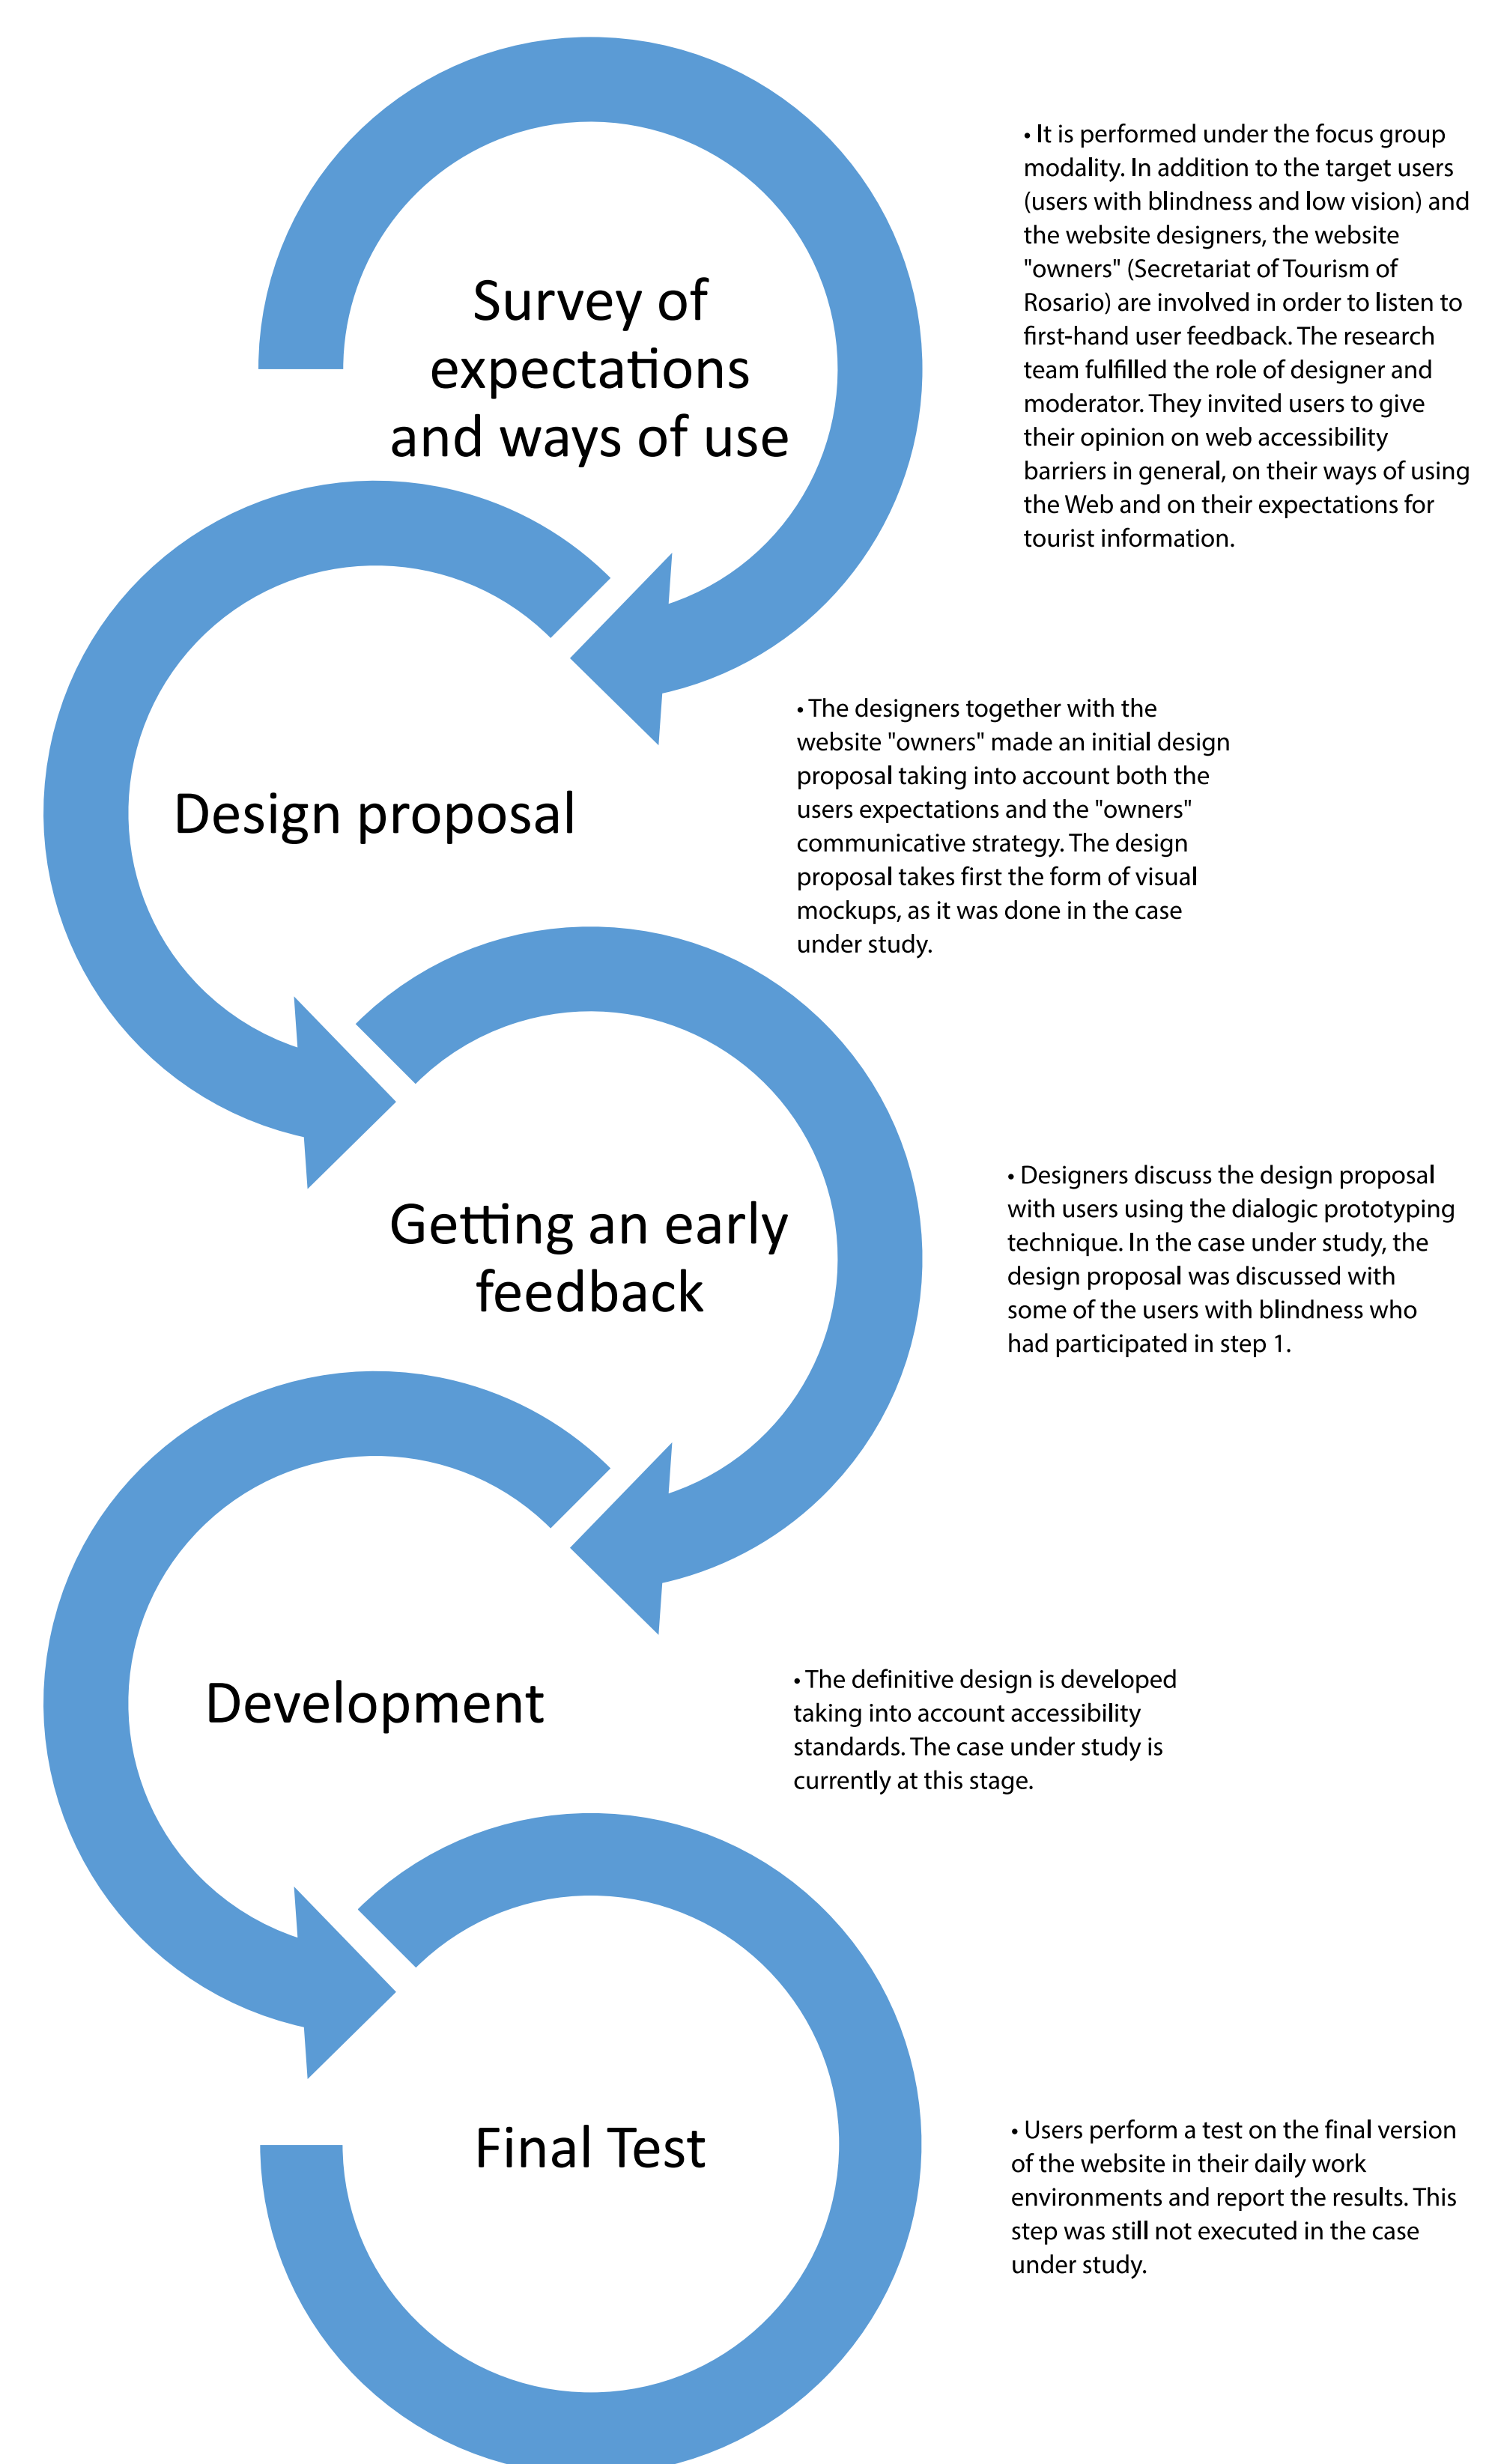 Survey of
expectations
and ways of use
• It is performed under the focus group
modality. In addition to the target users
(users with blindness and low vision) and
the website designers, the website
"owners" (Secretariat of Tourism of
Rosario) are involved in order to listen to
first-hand user feedback. The research
team fulfilled the role of designer and
moderator. They invited users to give
their opinion on web accessibility
barriers in general, on their ways of using
the Web and on their expectations for
tourist information.
Design proposal
• The designers together with the
website "owners" made an initial design
proposal taking into account both the
users expectations and the "owners"
communicative strategy. The design
proposal takes first the form of visual
mockups, as it was done in the case
under study.
Getting an early
feedback
• Designers discuss the design proposal
with users using the dialogic prototyping
technique. In the case under study, the
design proposal was discussed with
some of the users with blindness who
had participated in step 1.
Development
• The definitive design is developed
taking into account accessibility
standards. The case under study is
currently at this stage.
Final Test
• Users perform a test on the final version
of the website in their daily work
environments and report the results. This
step was still not executed in the case
under study.